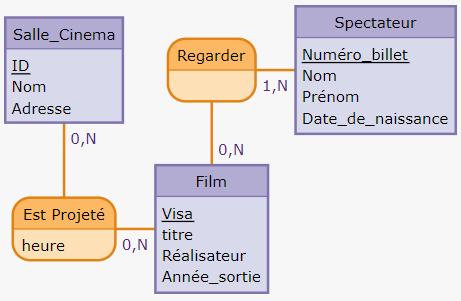 Salle_Cinema
ID
Nom
Adresse
Regarder
Spectateur
Numéro_billet
Nom
Prénom
Date_de_naissance
1,N
0,N
0,N
Est Projeté
heure
0,N
Film
Visa
titre
Réalisateur
Année_sortie